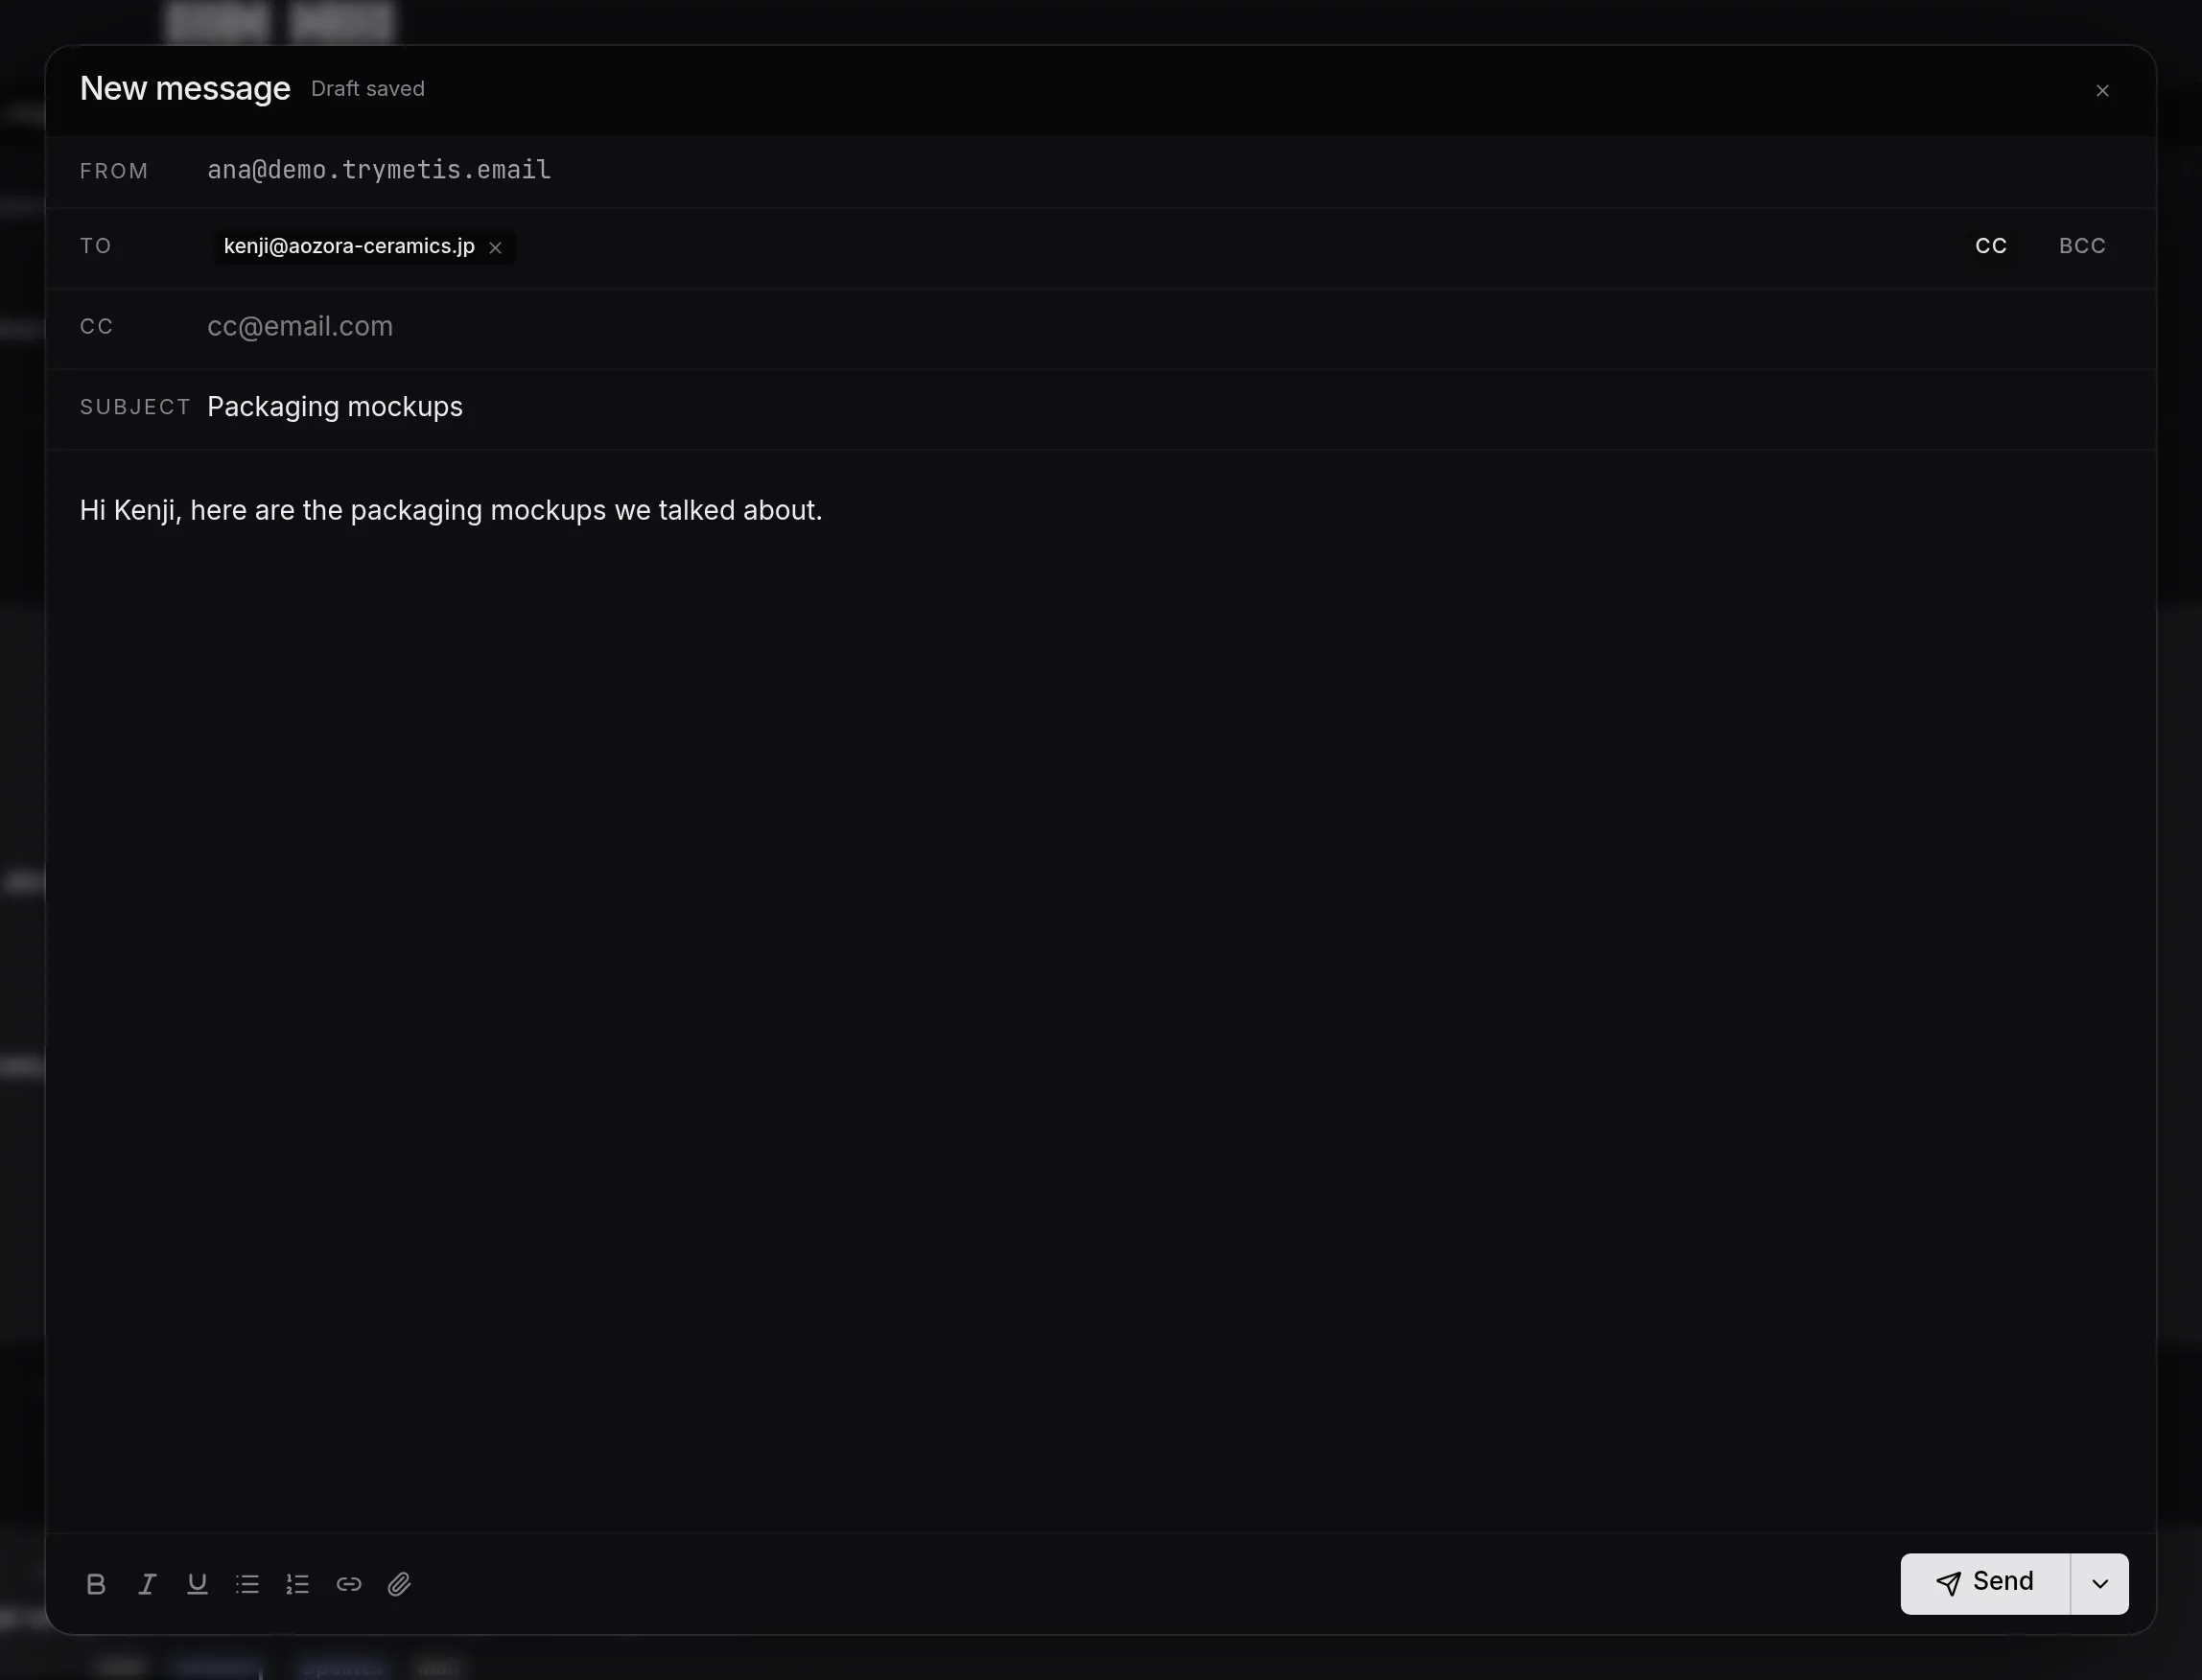 New message Draft saved
FROM ana@demo.trymetis.email
TO kenji@aozora-ceramics.jp CC BCC
CC cc@email.com
SUBJECT Packaging mockups
Hi Kenji, here are the packaging mockups we talked about.
Send